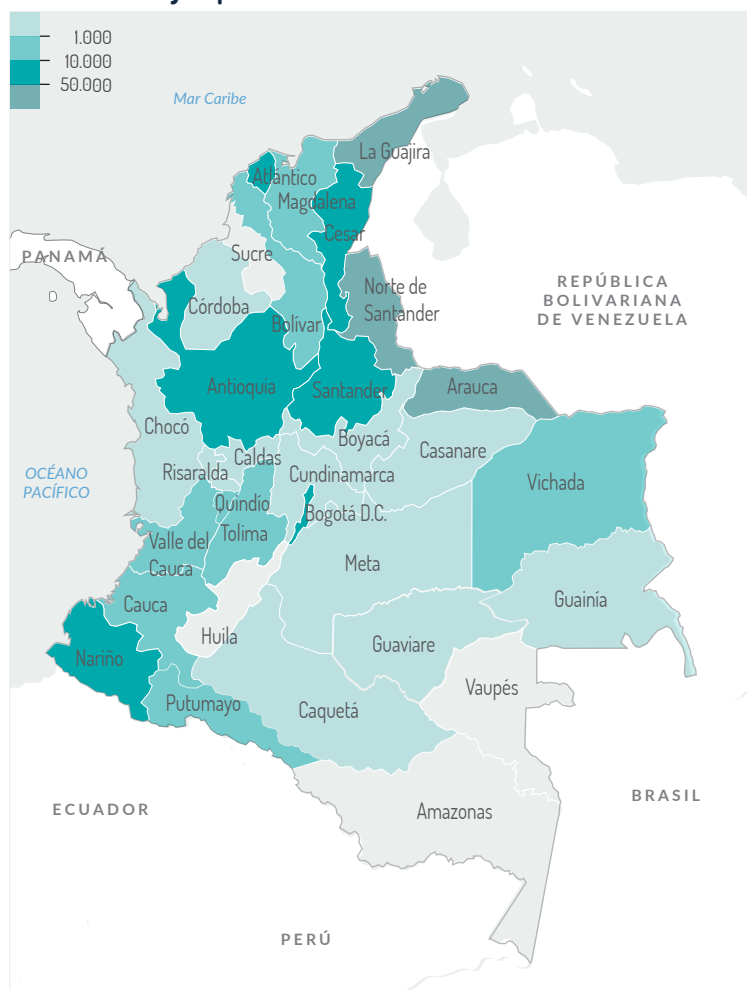 1.000
10.000
50.000
Mar Caribe
La Guajira
Atlántico
Magdalena
Cesar
Sucre
PANAMÁ
Norte de
Santander
REPÚBLICA
BOLIVARIANA
DE VENEZUELA
Córdoba
Bolívar
Antioquia
Santander
Arauca
Chocó
Boyacá
Casanare
Caldas
Risaralda
Cundinamarca
OCÉANO
PACÍFICO
Vichada
Quindío
Bogotá D.C.
Tolima
Valle del
Cauca
Meta
Cauca
Guainía
Huila
Guaviare
Nariño
Vaupés
Putumayo
Caquetá
ECUADOR
BRASIL
Amazonas
PERÚ